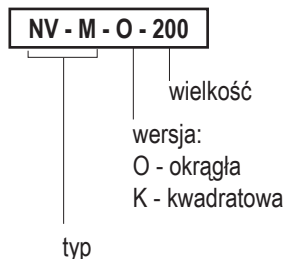 NV - M - O - 200
wielkość
wersja:
O - okrągła
K - kwadratowa
typ